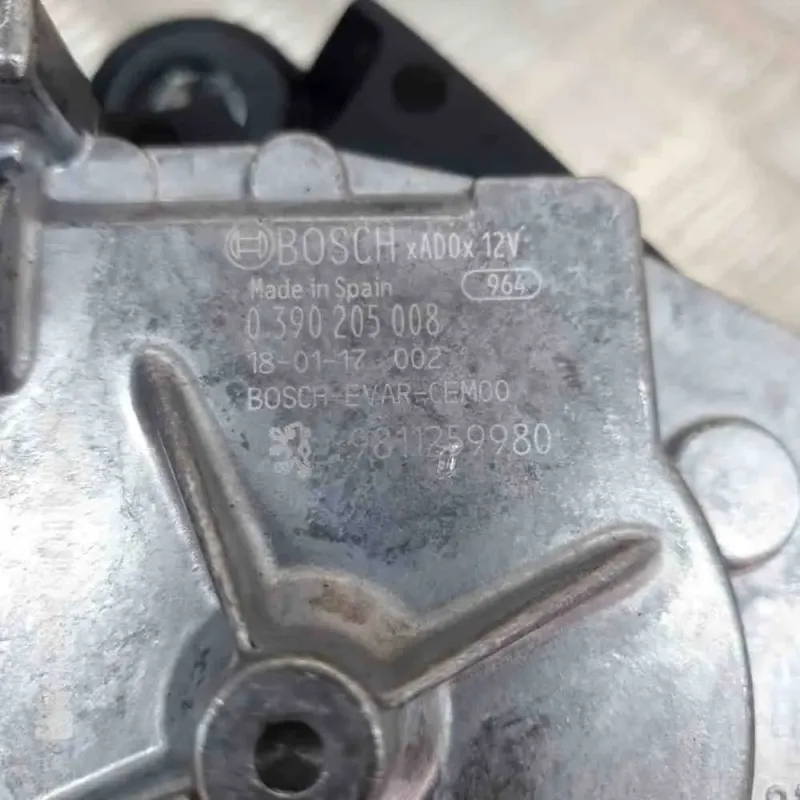 BOSCH xADOx 12V
Made in Spain 964
0 390 205 008
18-01-17 002
BOSCH-EVAR-CEM00
9811259980